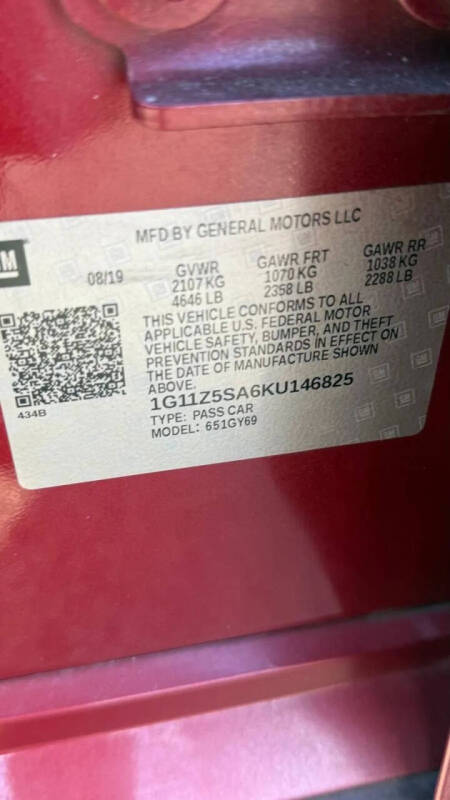 GM
MFD BY GENERAL MOTORS LLC
08/19 GVWR GAWR FRT GAWR RR
2107 KG 1070 KG 1038 KG
4646 LB 2358 LB 2288 LB
THIS VEHICLE CONFORMS TO ALL
APPLICABLE U.S. FEDERAL MOTOR
VEHICLE SAFETY, BUMPER, AND THEFT
PREVENTION STANDARDS IN EFFECT ON
THE DATE OF MANUFACTURE SHOWN
ABOVE.
434B
1G11Z5SA6KU146825
TYPE: PASS CAR
MODEL: 651GY69